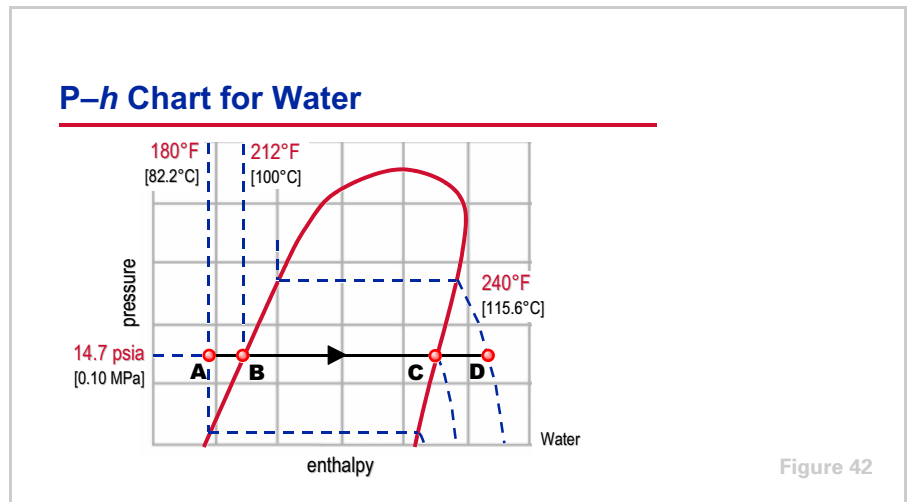 P–h Chart for Water
180°F
[82.2°C]
212°F
[100°C]
pressure
240°F
[115.6°C]
14.7 psia
[0.10 MPa]
A
B
C
D
Water
enthalpy
Figure 42